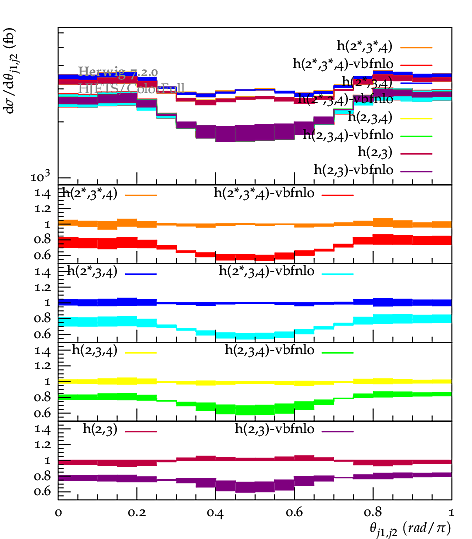 dσ/dθj1,j2 (fb)
Herwig 7.2.0
HJETS/ColorFull
h(2*,3*,4)
h(2*,3*,4)-vbfnlo
h(2*,3,4)
h(2*,3,4)-vbfnlo
h(2,3,4)
h(2,3,4)-vbfnlo
h(2,3)
h(2,3)-vbfnlo
10³
h(2*,3*,4) h(2*,3*,4)-vbfnlo
1.4
1.2
1
0.8
0.6
h(2*,3,4) h(2*,3,4)-vbfnlo
1.4
1.2
1
0.8
0.6
h(2,3,4) h(2,3,4)-vbfnlo
1.4
1.2
1
0.8
0.6
h(2,3) h(2,3)-vbfnlo
1.4
1.2
1
0.8
0.6
0 0.2 0.4 0.6 0.8 1
θj1,j2 (rad/π)